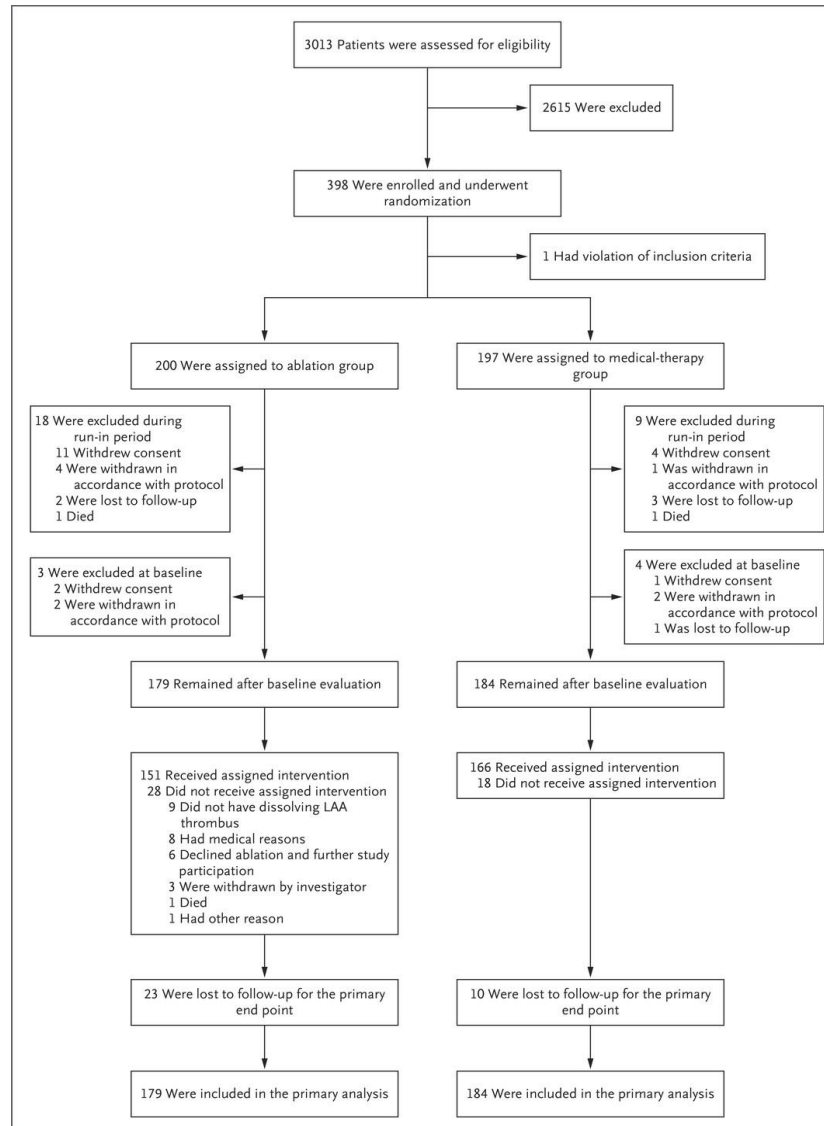 3013 Patients were assessed for eligibility
2615 Were excluded
398 Were enrolled and underwent
randomization
1 Had violation of inclusion criteria
200 Were assigned to ablation group
197 Were assigned to medical-therapy
group
18 Were excluded during
run-in period
11 Withdrew consent
4 Were withdrawn in
accordance with protocol
2 Were lost to follow-up
1 Died
9 Were excluded during
run-in period
4 Withdrew consent
1 Was withdrawn in
accordance with protocol
3 Were lost to follow-up
1 Died
3 Were excluded at baseline
2 Withdrew consent
2 Were withdrawn in
accordance with protocol
4 Were excluded at baseline
1 Withdrew consent
2 Were withdrawn in
accordance with protocol
1 Was lost to follow-up
179 Remained after baseline evaluation
184 Remained after baseline evaluation
151 Received assigned intervention
28 Did not receive assigned intervention
9 Did not have dissolving LAA
thrombus
8 Had medical reasons
6 Declined ablation and further study
participation
3 Were withdrawn by investigator
1 Died
1 Had other reason
166 Received assigned intervention
18 Did not receive assigned intervention
23 Were lost to follow-up for the primary
end point
10 Were lost to follow-up for the primary
end point
179 Were included in the primary analysis
184 Were included in the primary analysis